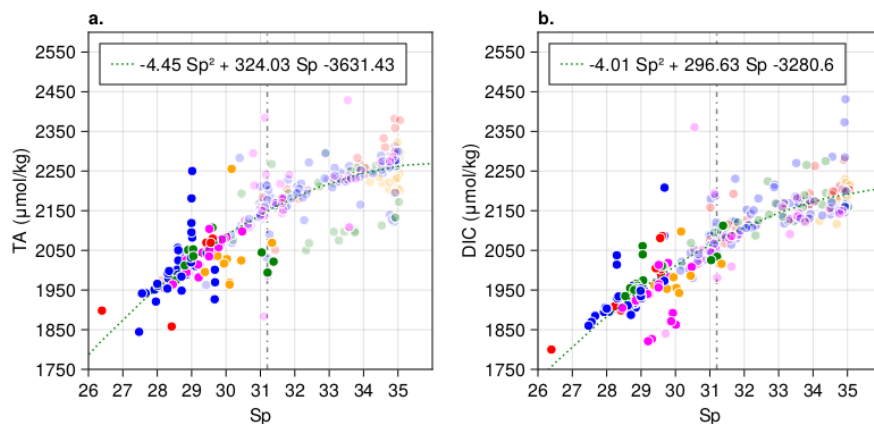 a.
-4.45 Sp² + 324.03 Sp -3631.43
TA (μmol/kg)
2550
2450
2350
2250
2150
2050
1950
1850
1750
26 27 28 29 30 31 32 33 34 35
Sp
b.
-4.01 Sp² + 296.63 Sp -3280.6
DIC (μmol/kg)
2550
2450
2350
2250
2150
2050
1950
1850
1750
26 27 28 29 30 31 32 33 34 35
Sp